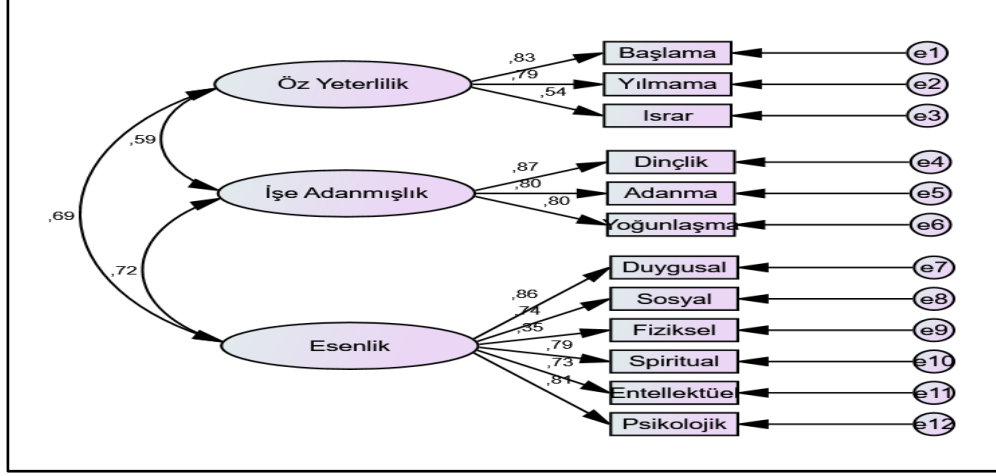 ,83 Başlama e1
Öz Yeterlilik ,79 Yılmama e2
,54 Israr e3
,59
,87 Dinçlik e4
İşe Adanmışlık ,80 Adanma e5
,80 Yoğunlaşma e6
,69
,72
,86 Duygusal e7
,74 Sosyal e8
Esenlik ,35 Fiziksel e9
,79 Spiritual e10
,73 Entellektüel e11
,81 Psikolojik e12